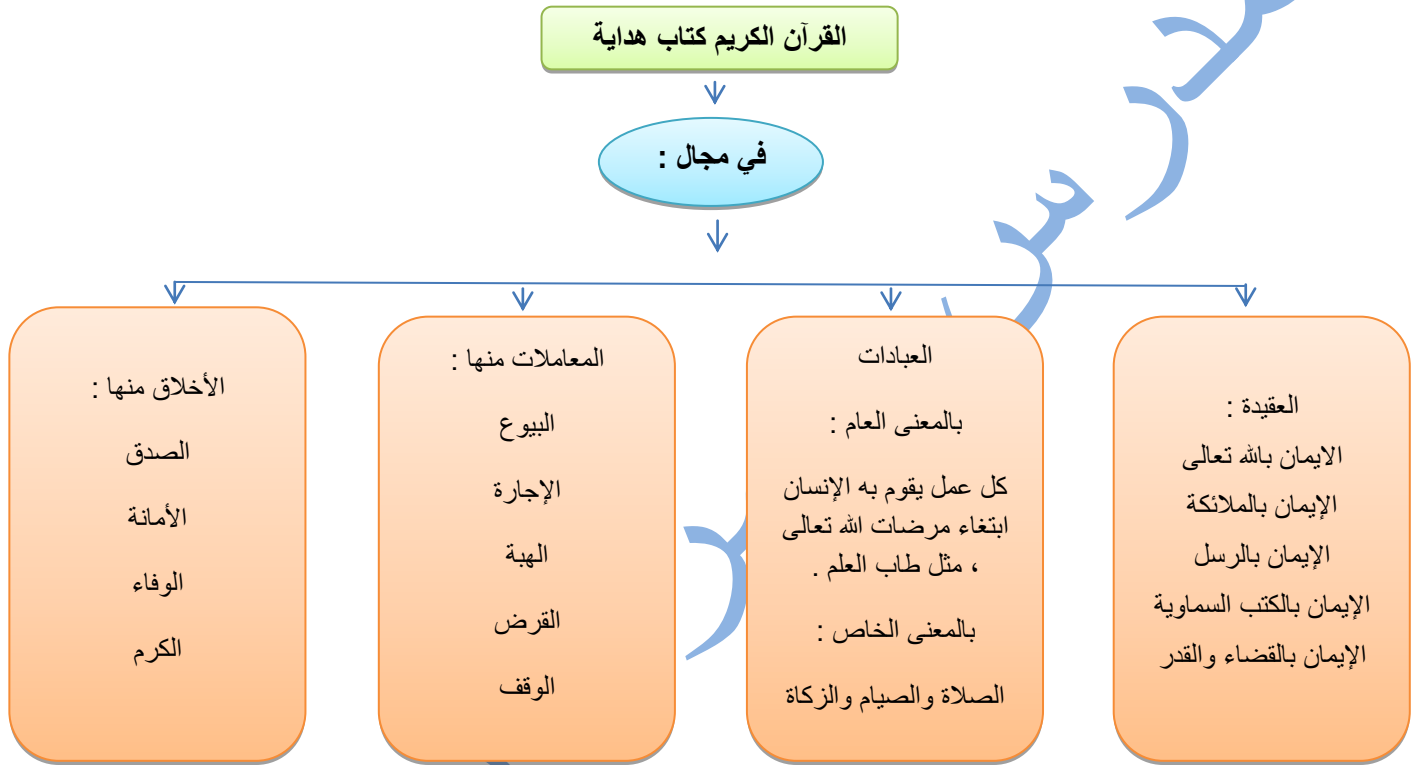 القرآن الكريم كتاب هداية
في مجال :
العقيدة :
الايمان بالله تعالى
الإيمان بالملائكة
الإيمان بالرسل
الإيمان بالكتب السماوية
الإيمان بالقضاء والقدر
العبادات
بالمعنى العام :
كل عمل يقوم به الإنسان
ابتغاء مرضات الله تعالى
، مثل طاب العلم .
بالمعنى الخاص :
الصلاة والصيام والزكاة
المعاملات منها :
البيوع
الإجارة
الهبة
القرض
الوقف
الأخلاق منها :
الصدق
الأمانة
الوفاء
الكرم